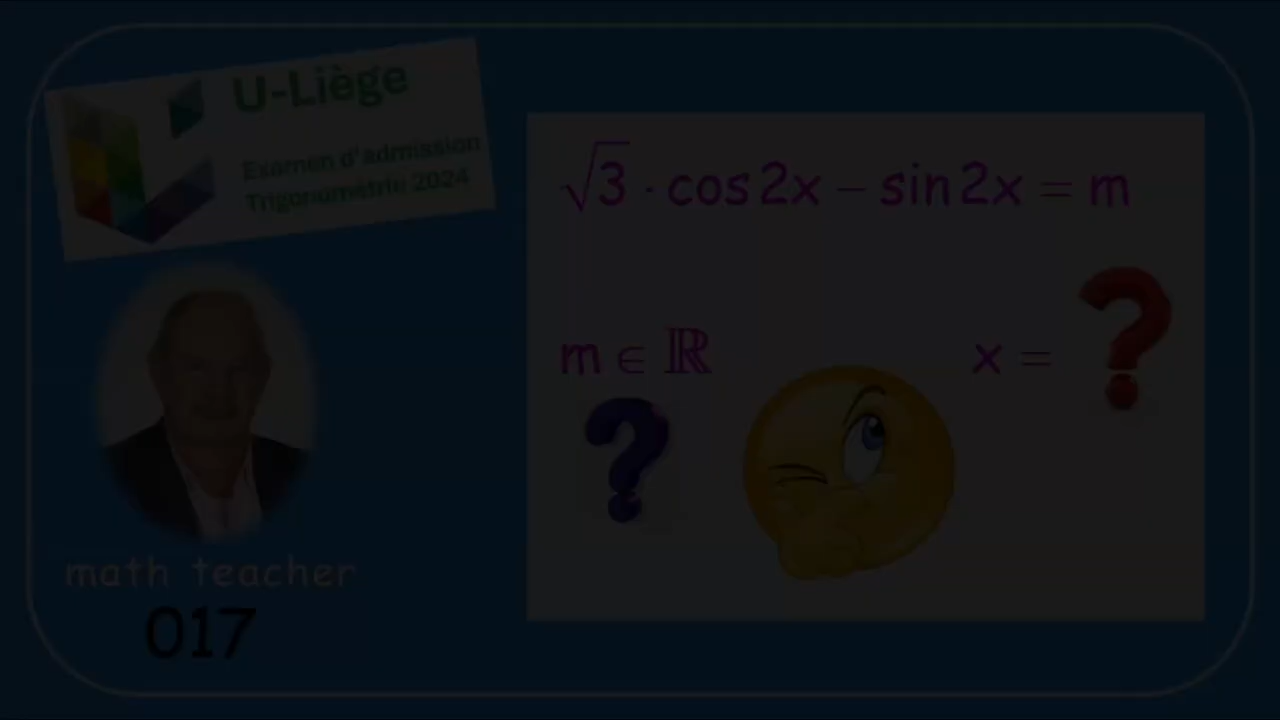 U-Liège
Examen d'admission
Trigonométrie 2024
√3 · cos 2x − sin 2x = m
m ∈ ℝ
x =
?
?
math teacher
017